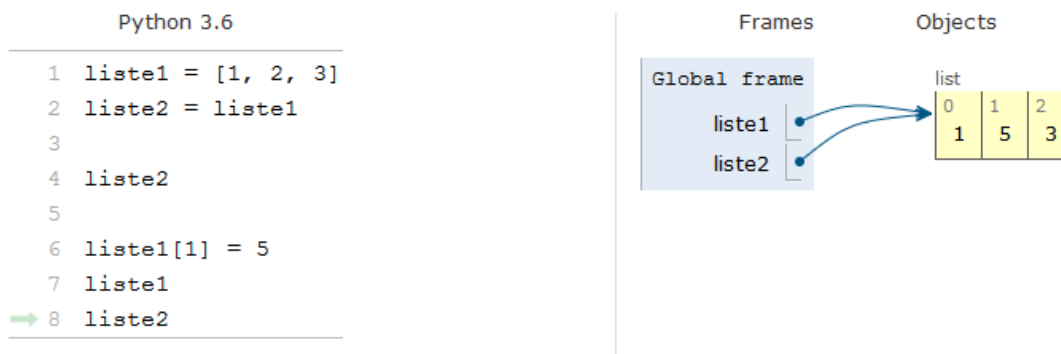 Python 3.6
1 liste1 = [1, 2, 3]
2 liste2 = liste1
3
4 liste2
5
6 liste1[1] = 5
7 liste1
8 liste2
Frames Objects
Global frame
liste1
liste2
list
0 1 2
1 5 3